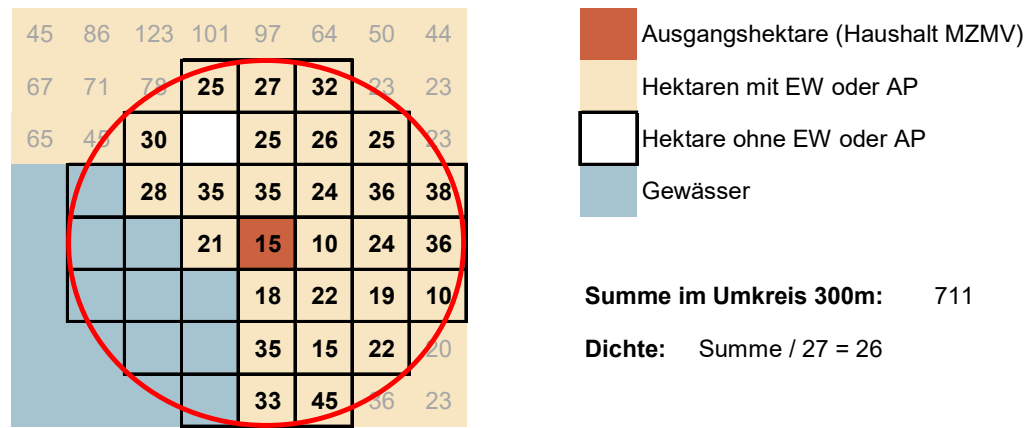 45 86 123 101 97 64 50 44
Ausgangshektare (Haushalt MZMV)
67 71 78 25 27 32 23 23
Hektaren mit EW oder AP
65 45 30 25 26 25 23
Hektare ohne EW oder AP
28 35 35 24 36 38
Gewässer
21 15 10 24 36
18 22 19 10
Summe im Umkreis 300m: 711
35 15 22 20
Dichte: Summe / 27 = 26
33 45 36 23